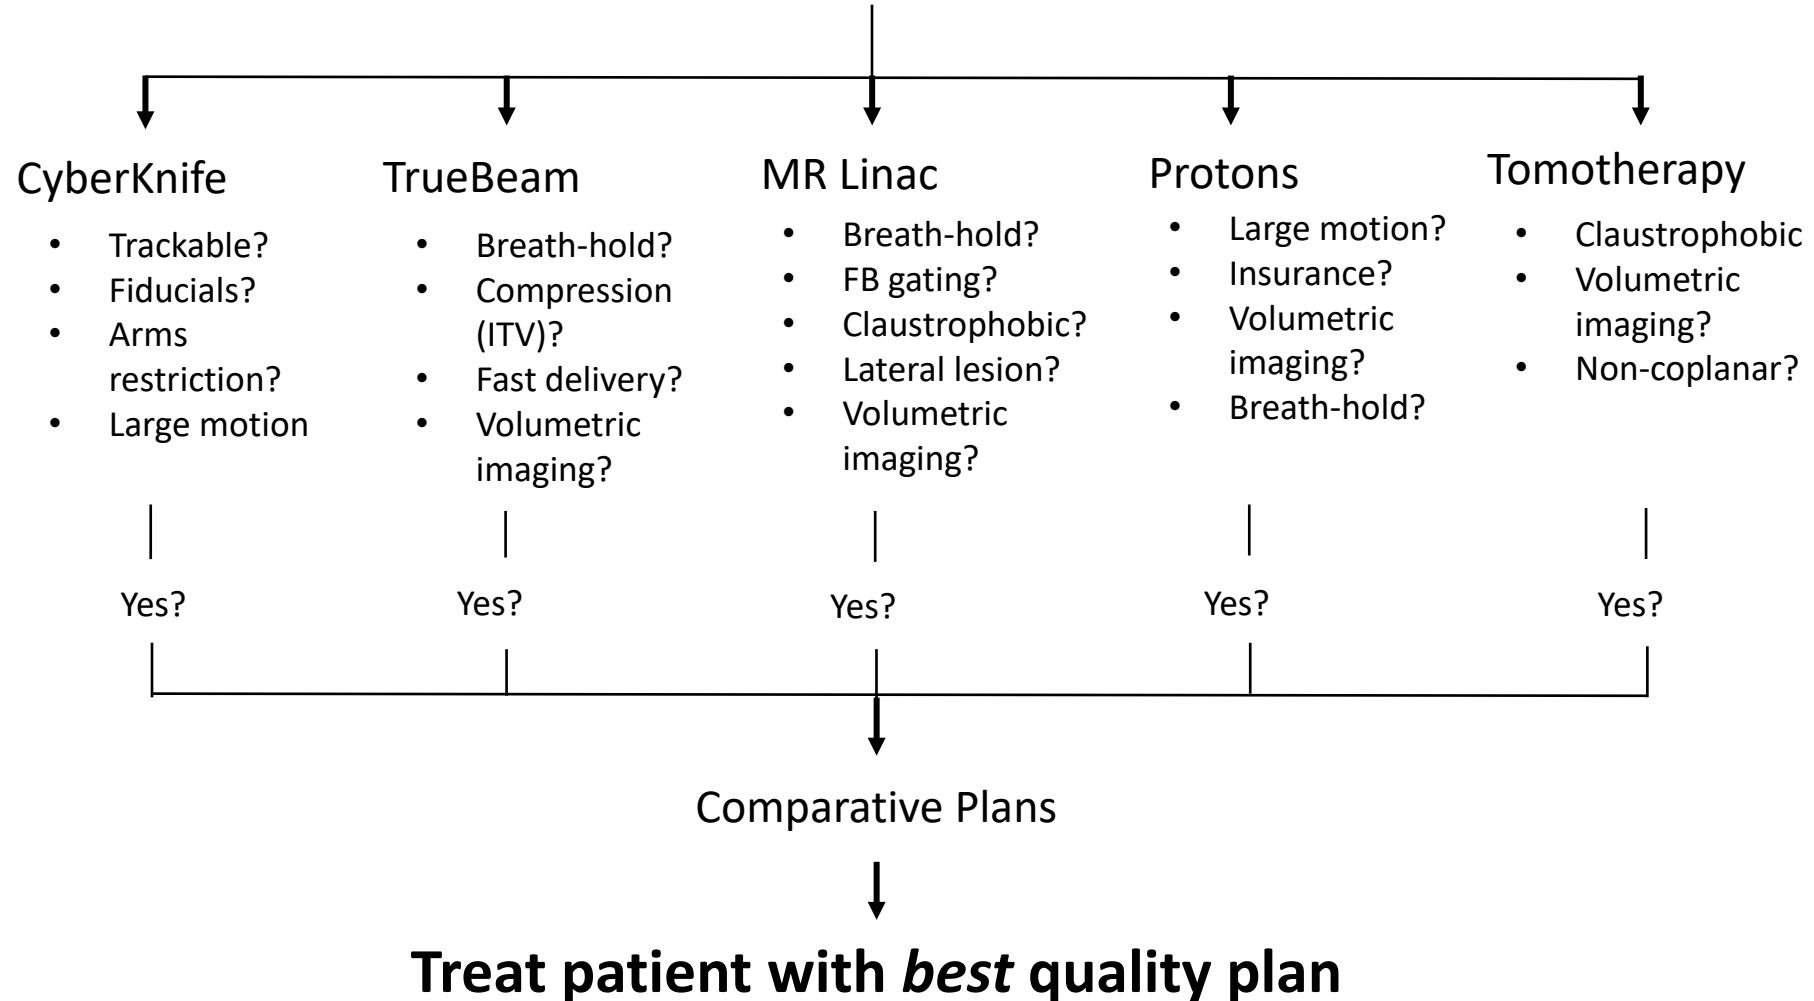 CyberKnife
Trackable?
Fiducials?
Arms
restriction?
Large motion
Yes?
TrueBeam
Breath-hold?
Compression
(ITV)?
Fast delivery?
Volumetric
imaging?
Yes?
MR Linac
Breath-hold?
FB gating?
Claustrophobic?
Lateral lesion?
Volumetric
imaging?
Yes?
Protons
Large motion?
Insurance?
Volumetric
imaging?
Breath-hold?
Yes?
Tomotherapy
Claustrophobic
Volumetric
imaging?
Non-coplanar?
Yes?
Comparative Plans
Treat patient with best quality plan